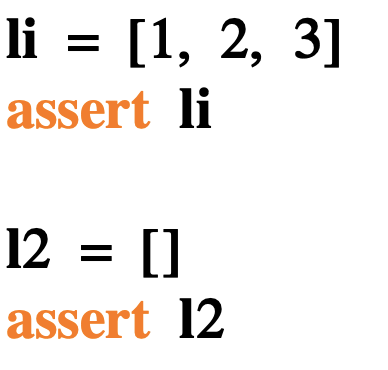 li = [1, 2, 3]
assert li
l2 = []
assert l2